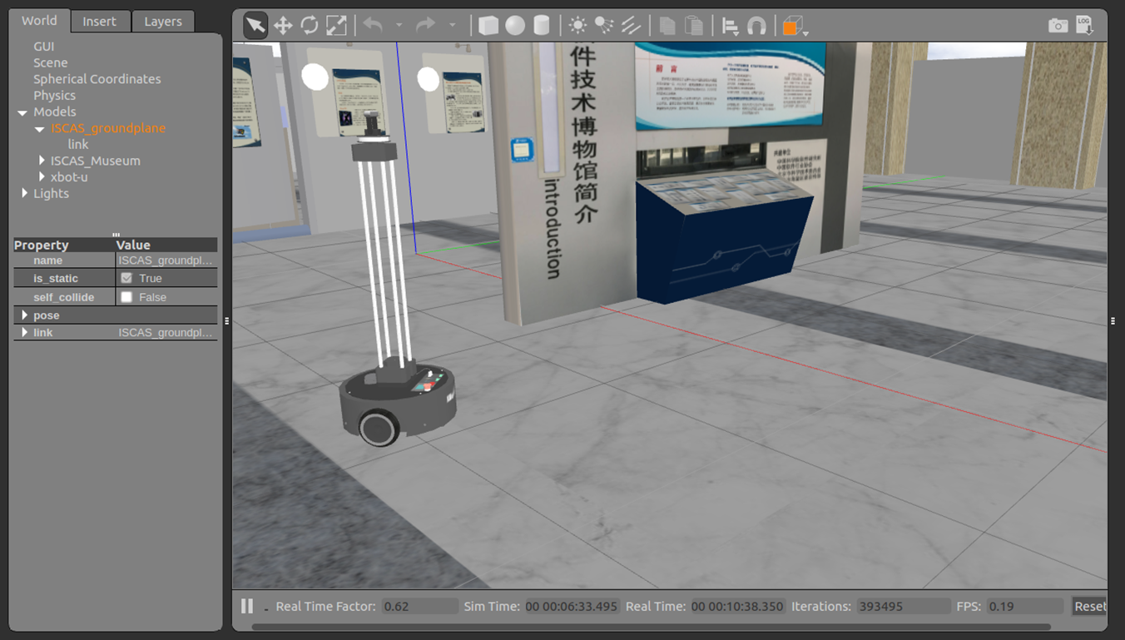 World
Insert
Layers
GUI
Scene
Spherical Coordinates
Physics
Models
ISCAS_groundplane
link
ISCAS_Museum
xbot-u
Lights
Property Value
name ISCAS_groundpl...
is_static True
self_collide False
pose
link ISCAS_groundpl...
LOG
件技术博物馆简介
introduction
前言
Real Time Factor: 0.62 Sim Time: 00 00:06:33.495 Real Time: 00 00:10:38.350 Iterations: 393495 FPS: 0.19 Reset